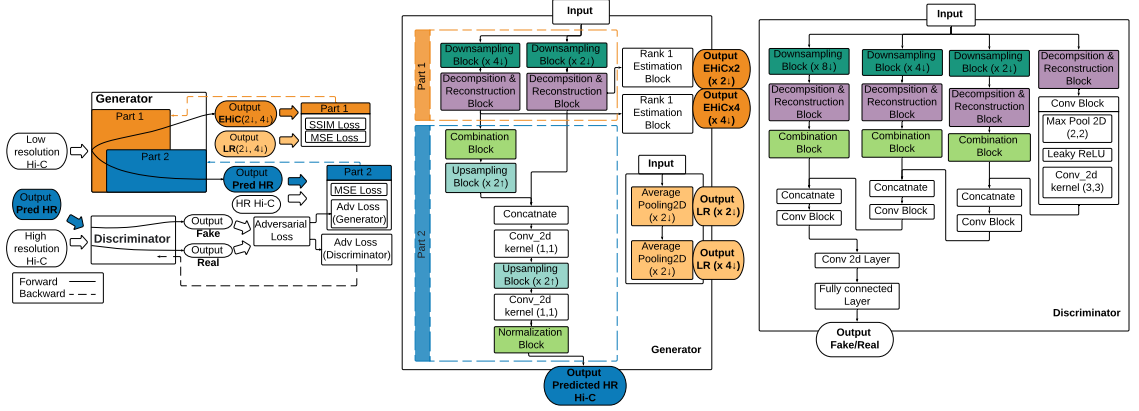 Generator
Part 1
Part 2
Low
resolution
Hi-C
Output
EHiC(2↓, 4↓)
Output
LR(2↓, 4↓)
Part 1
SSIM Loss
MSE Loss
Output
Pred HR
HR Hi-C
Part 2
MSE Loss
Adv Loss
(Generator)
Output
Pred HR
High
resolution
Hi-C
Discriminator
Output
Fake
Output
Real
Adversarial
Loss
Adv Loss
(Discriminator)
Forward
Backward
Input
Part 1
Downsampling
Block (x 4↓)
Downsampling
Block (x 2↓)
Decompsition &
Reconstruction
Block
Decompsition &
Reconstruction
Block
Rank 1
Estimation
Block
Output
EHiCx2
(x 2↓)
Rank 1
Estimation
Block
Output
EHiCx4
(x 4↓)
Part 2
Combination
Block
Upsampling
Block (x 2↑)
Concatnate
Conv_2d
kernel (1,1)
Upsampling
Block (x 2↑)
Conv_2d
kernel (1,1)
Normalization
Block
Input
Average
Pooling2D
(x 2↓)
Output
LR (x 2↓)
Average
Pooling2D
(x 2↓)
Output
LR (x 4↓)
Generator
Output
Predicted HR
Hi-C
Input
Downsampling
Block (x 8↓)
Downsampling
Block (x 4↓)
Downsampling
Block (x 2↓)
Decompsition &
Reconstruction
Block
Decompsition &
Reconstruction
Block
Decompsition &
Reconstruction
Block
Decompsition &
Reconstruction
Block
Combination
Block
Combination
Block
Combination
Block
Conv Block
Max Pool 2D
(2,2)
Leaky ReLU
Conv_2d
kernel (3,3)
Concatnate
Conv Block
Concatnate
Conv Block
Concatnate
Conv Block
Conv 2d Layer
Fully connected
Layer
Output
Fake/Real
Discriminator